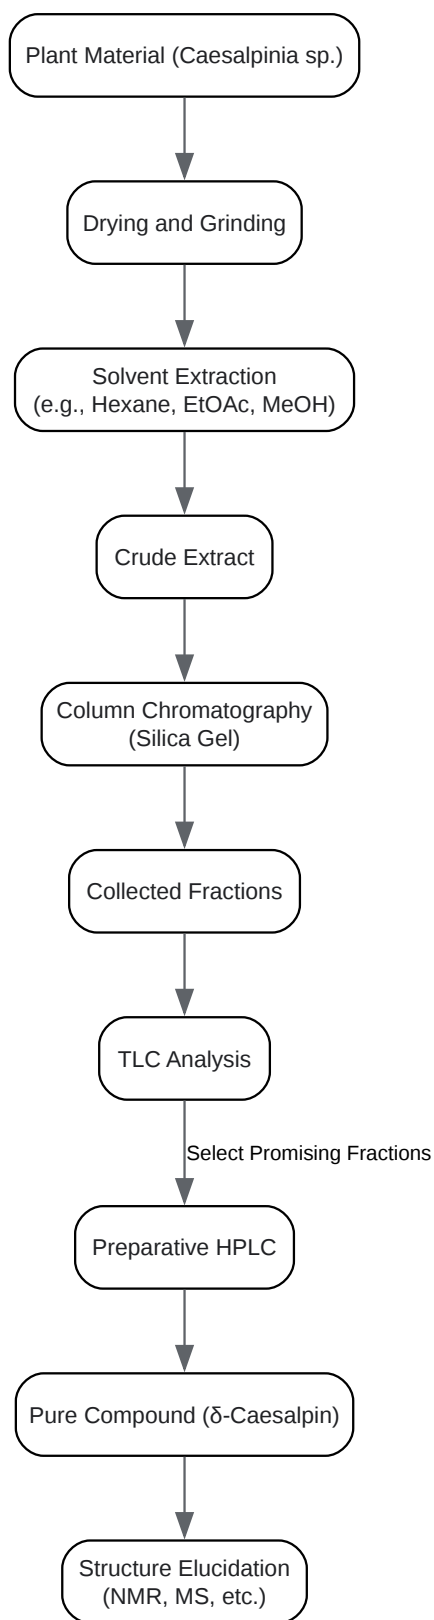 Plant Material (Caesalpinia sp.)
Drying and Grinding
Solvent Extraction
(e.g., Hexane, EtOAc, MeOH)
Crude Extract
Column Chromatography
(Silica Gel)
Collected Fractions
TLC Analysis
Select Promising Fractions
Preparative HPLC
Pure Compound (δ-Caesalpin)
Structure Elucidation
(NMR, MS, etc.)